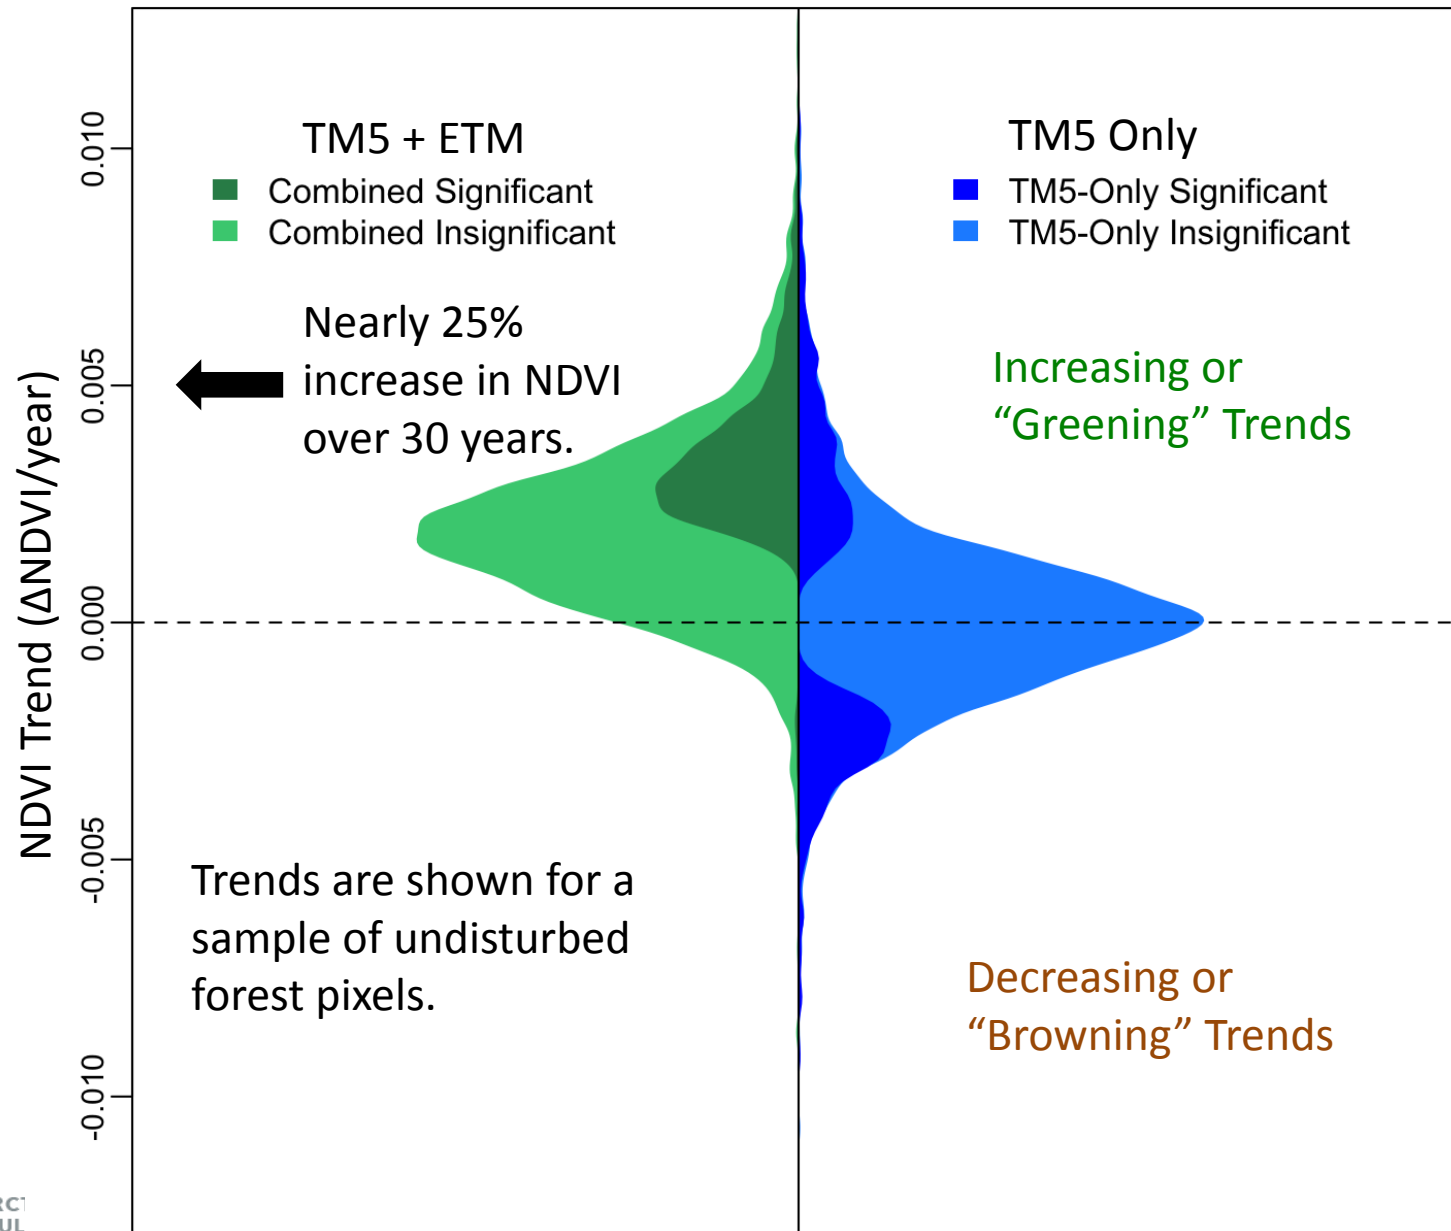 TM5 + ETM
Combined Significant
Combined Insignificant
TM5 Only
TM5-Only Significant
TM5-Only Insignificant
Nearly 25%
increase in NDVI
over 30 years.
Increasing or
“Greening” Trends
NDVI Trend (ΔNDVI/year)
0.010
0.005
0.000
-0.005
-0.010
Trends are shown for a
sample of undisturbed
forest pixels.
Decreasing or
“Browning” Trends